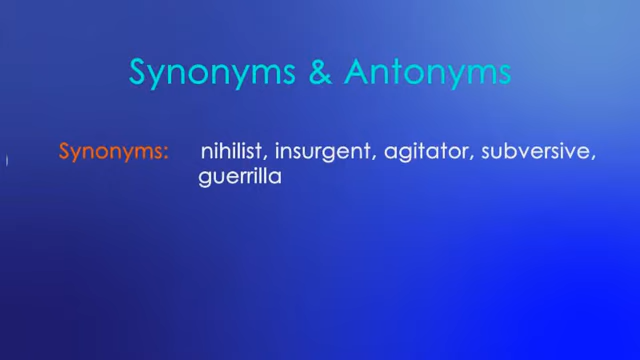 Synonyms & Antonyms
Synonyms: nihilist, insurgent, agitator, subversive,
guerrilla